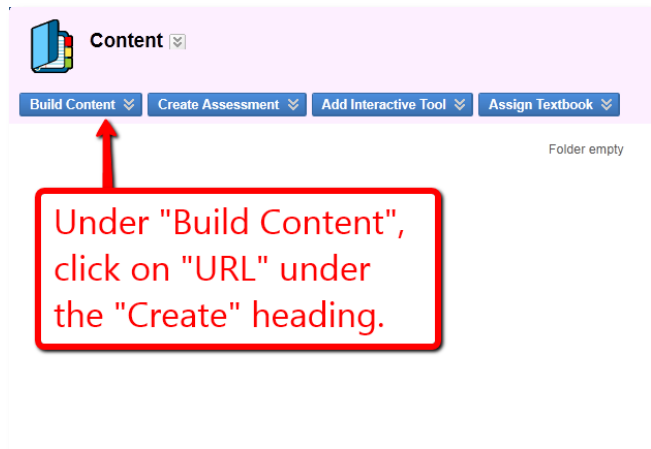 Content
Build Content Create Assessment Add Interactive Tool Assign Textbook
Folder empty
Under "Build Content",
click on "URL" under
the "Create" heading.